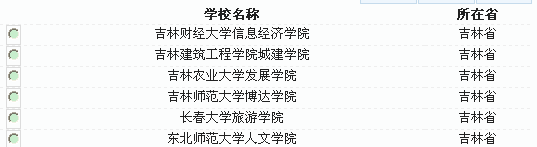 学校名称 所在省
吉林财经大学信息经济学院 吉林省
吉林建筑工程学院城建学院 吉林省
吉林农业大学发展学院 吉林省
吉林师范大学博达学院 吉林省
长春大学旅游学院 吉林省
东北师范大学人文学院 吉林省